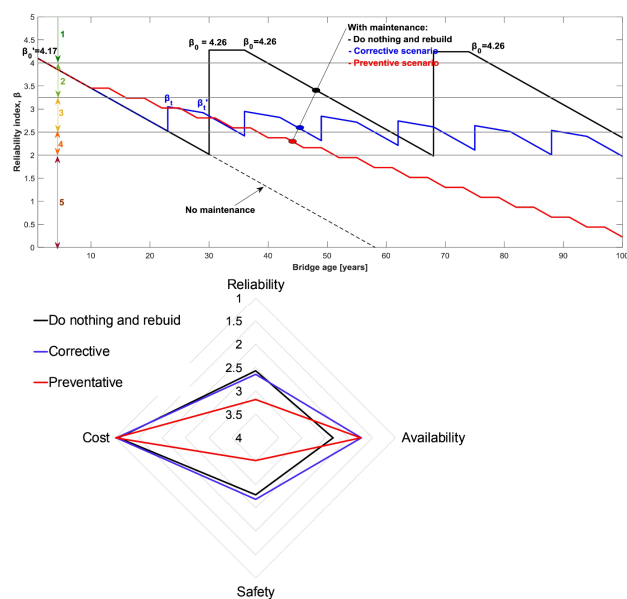 With maintenance:
- Do nothing and rebuid
- Corrective scenario
- Preventive scenario
β0'=4.17
β0 = 4.26
β0=4.26
β0=4.26
βt
βt'
1
2
3
4
5
No maintenance
Reliability index, β
5
4.5
4
3.5
3
2.5
2
1.5
1
0.5
0
10
20
30
40
50
60
70
80
90
100
Bridge age [years]
Reliability
Do nothing and rebuid
Corrective
Preventative
1
1.5
2
2.5
3
3.5
4
Cost
Availability
Safety